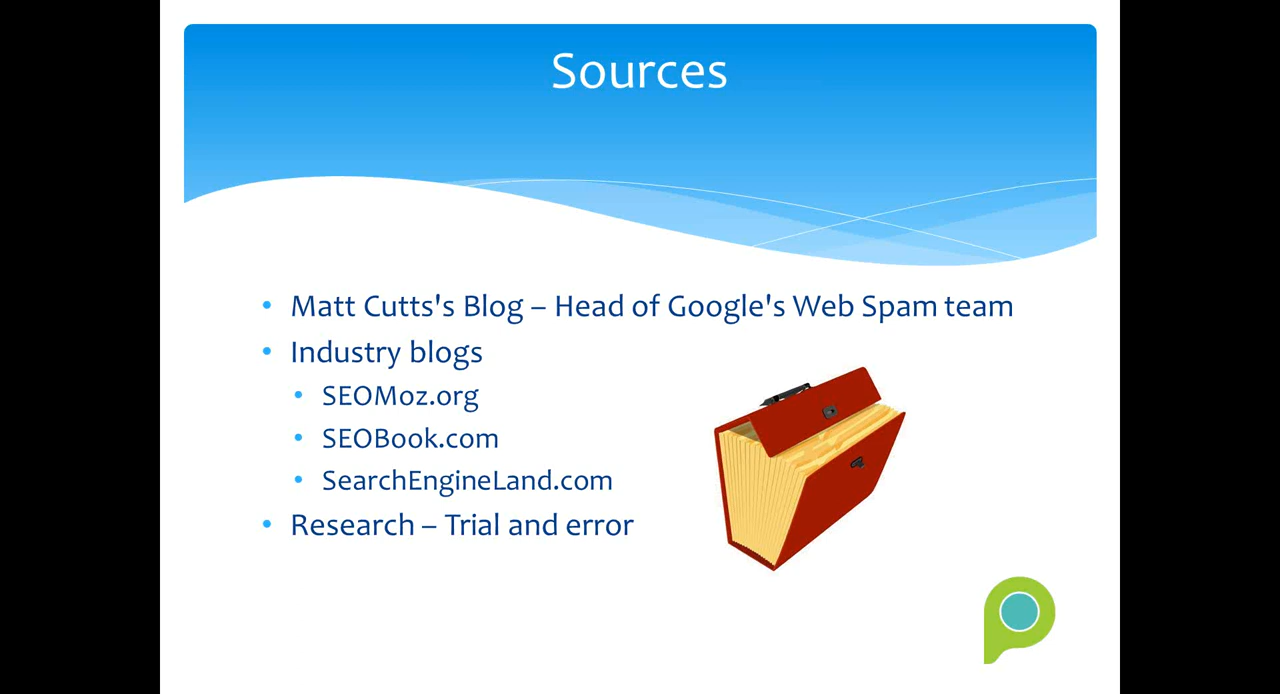 Sources
• Matt Cutts's Blog – Head of Google's Web Spam team
• Industry blogs
• SEOMoz.org
• SEOBook.com
• SearchEngineLand.com
• Research – Trial and error